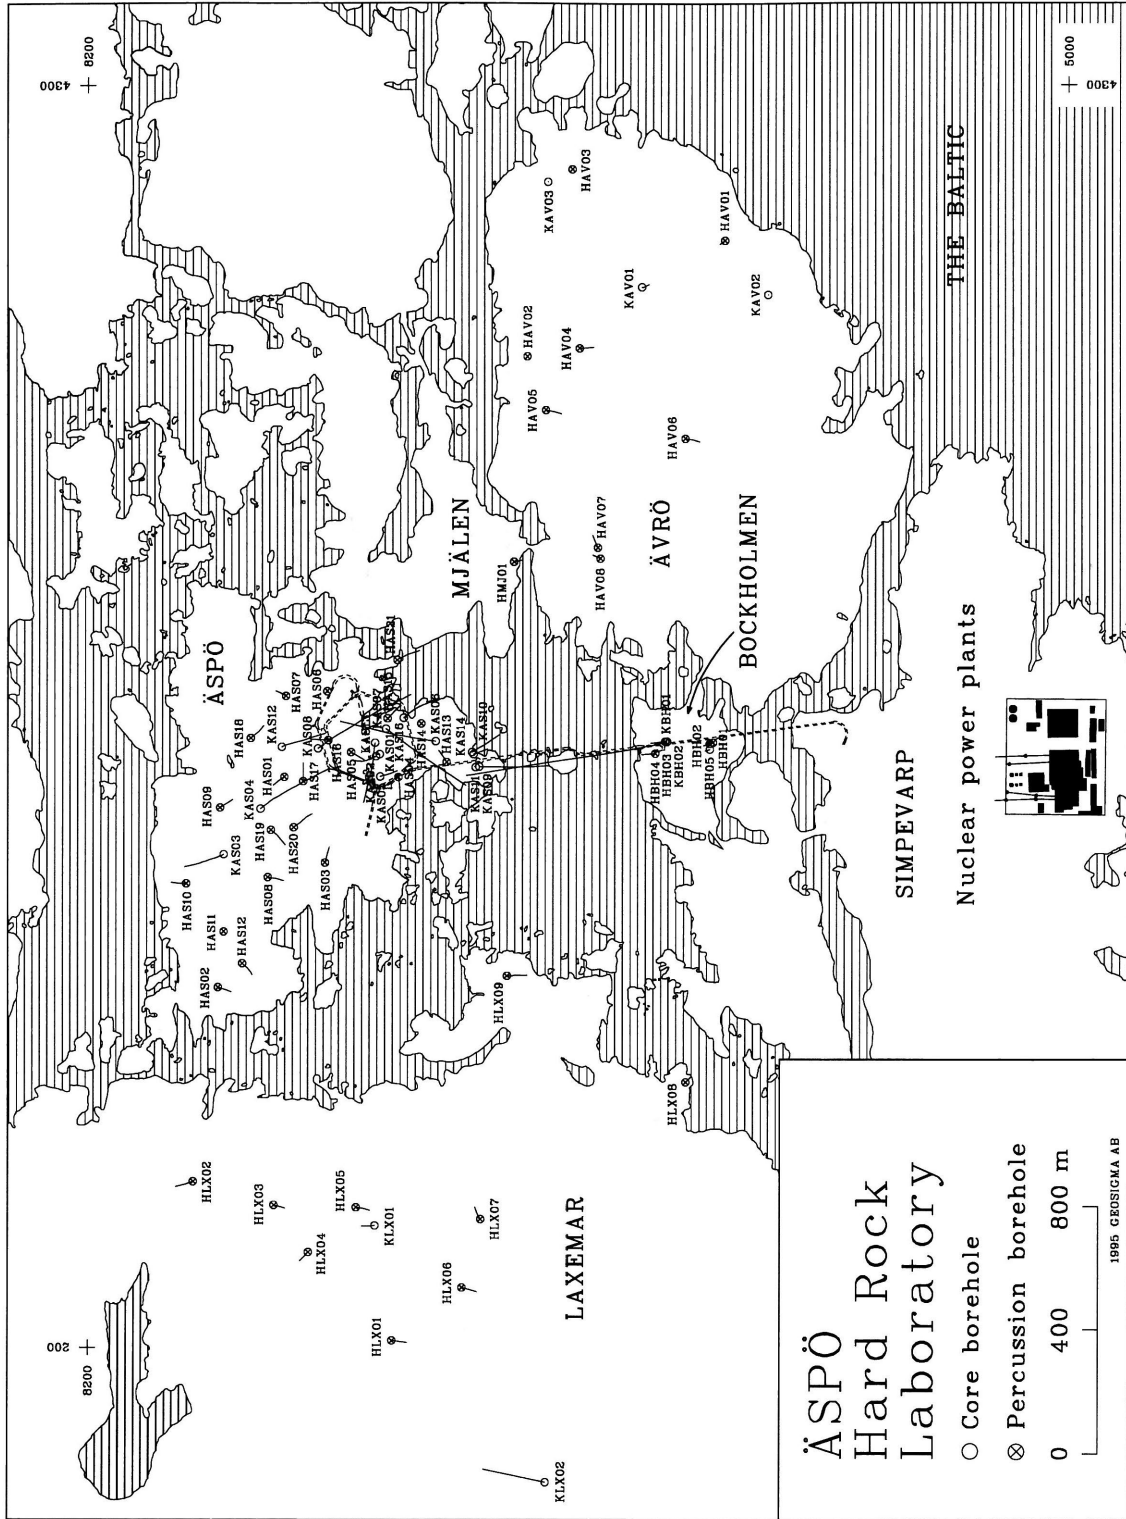 ÄSPÖ
Hard Rock
Laboratory
Core borehole
Percussion borehole
0 400 800 m
1995 GEOSIGMA AB
200
8200
4300
8200
5000
4300
THE BALTIC
ÄSPÖ
MJÄLEN
ÄVRÖ
BOCKHOLMEN
SIMPEVARP
Nuclear power plants
LAXEMAR
KLX02
HLX01
HLX06
HLX04
HLX07
KLX01
HLX05
HLX03
HLX02
HLX08
HLX09
HAS02
HAS12
HAS11
HAS10
KAS03
HAS08
HAS03
HAS20
HAS19
HAS09
KAS04
HAS01
HAS17
HAS18
KAS12
KAS08
HAS07
HAS06
HAS16
HAS05
HAS21
HAS14
HAS13
KAS14
KAS10
KAS09
HMJ01
HAV08
HAV07
HAV06
HAV05
HAV04
HAV02
KAV01
KAV02
HAV01
KAV03
HAV03
HBH04
HBH03
KBH02
KBH01
HBH02
HBH05
HBH01